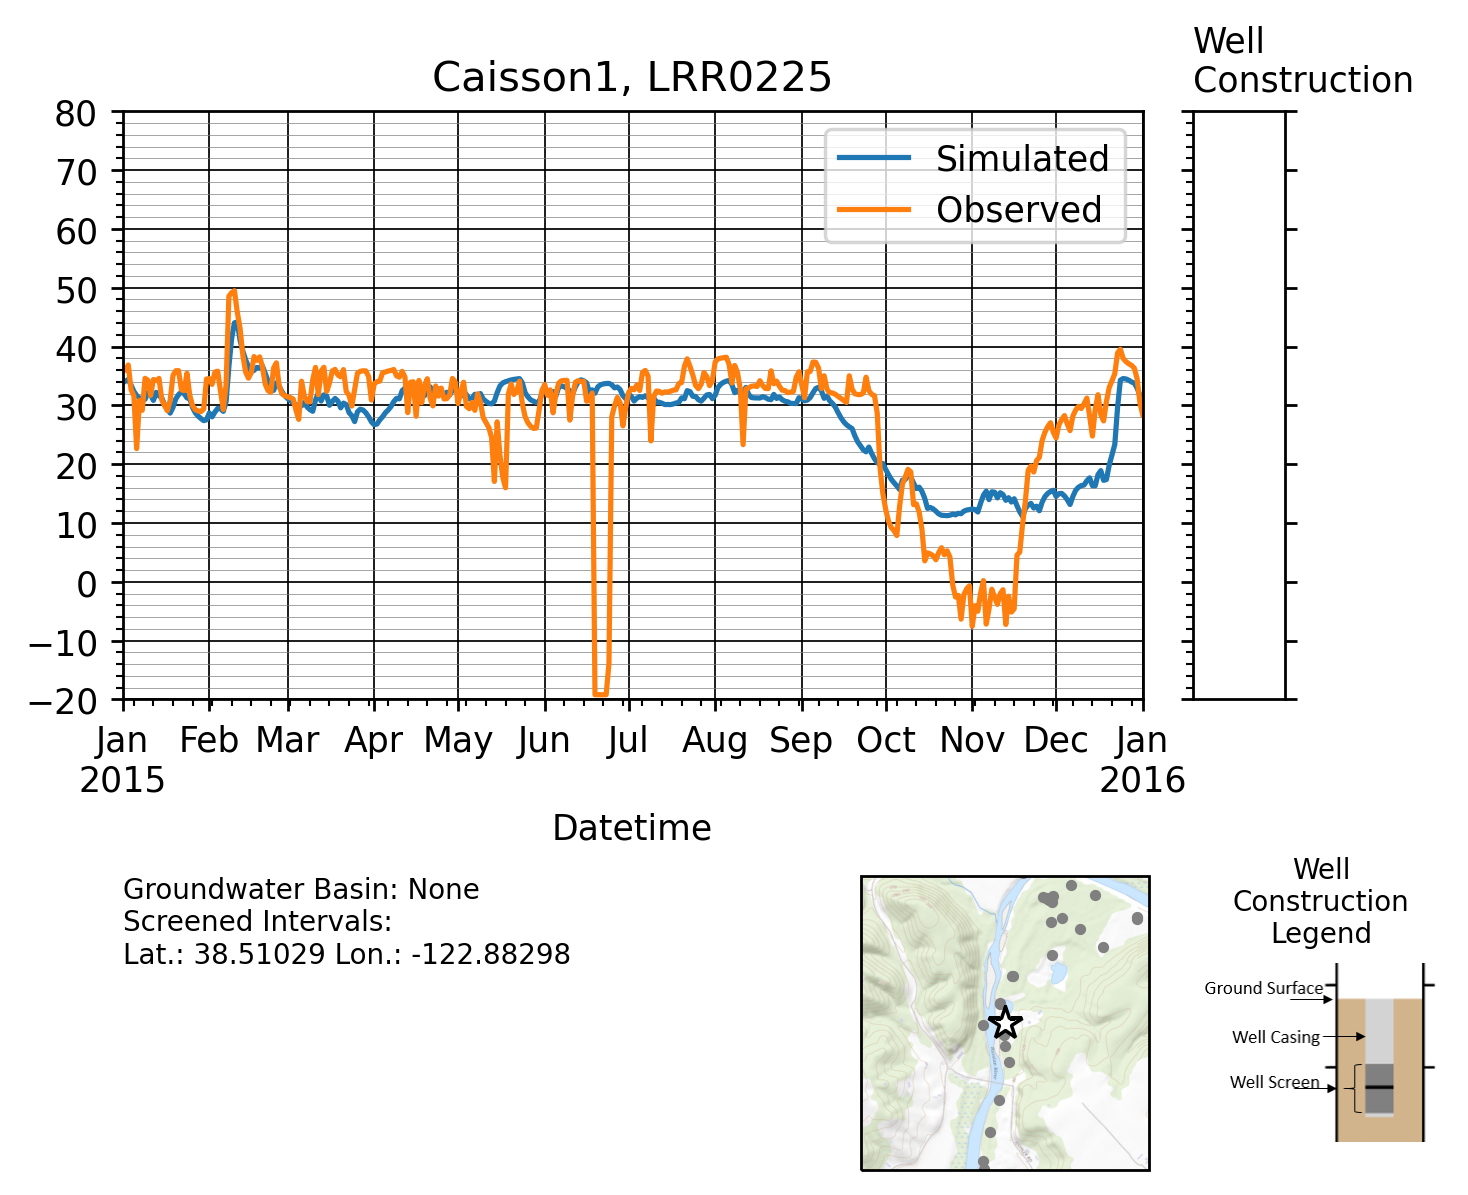 Well
Construction
Caisson1, LRR0225
80
70
60
50
40
30
20
10
0
−10
−20
Simulated
Observed
Jan Feb Mar Apr May Jun Jul Aug Sep Oct Nov Dec Jan
2015 2016
Datetime
Groundwater Basin: None
Screened Intervals:
Lat.: 38.51029 Lon.: -122.88298
Well
Construction
Legend
Ground Surface
Well Casing
Well Screen